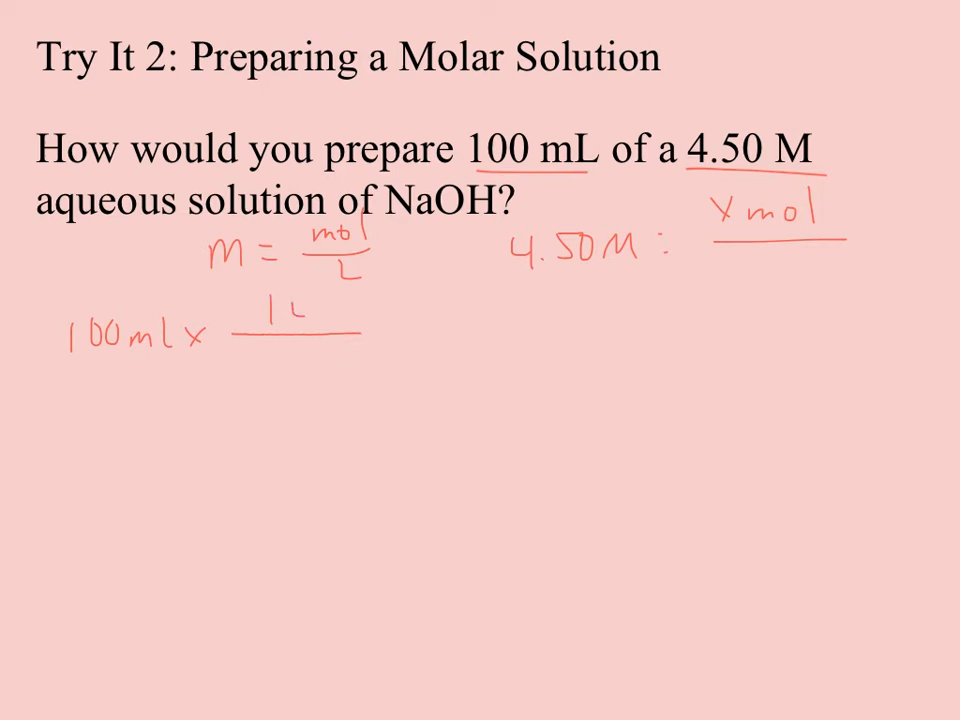 Try It 2: Preparing a Molar Solution
How would you prepare 100 mL of a 4.50 M
aqueous solution of NaOH?
M = mol / L
4.50 M = x mol
100 ml x 1 L